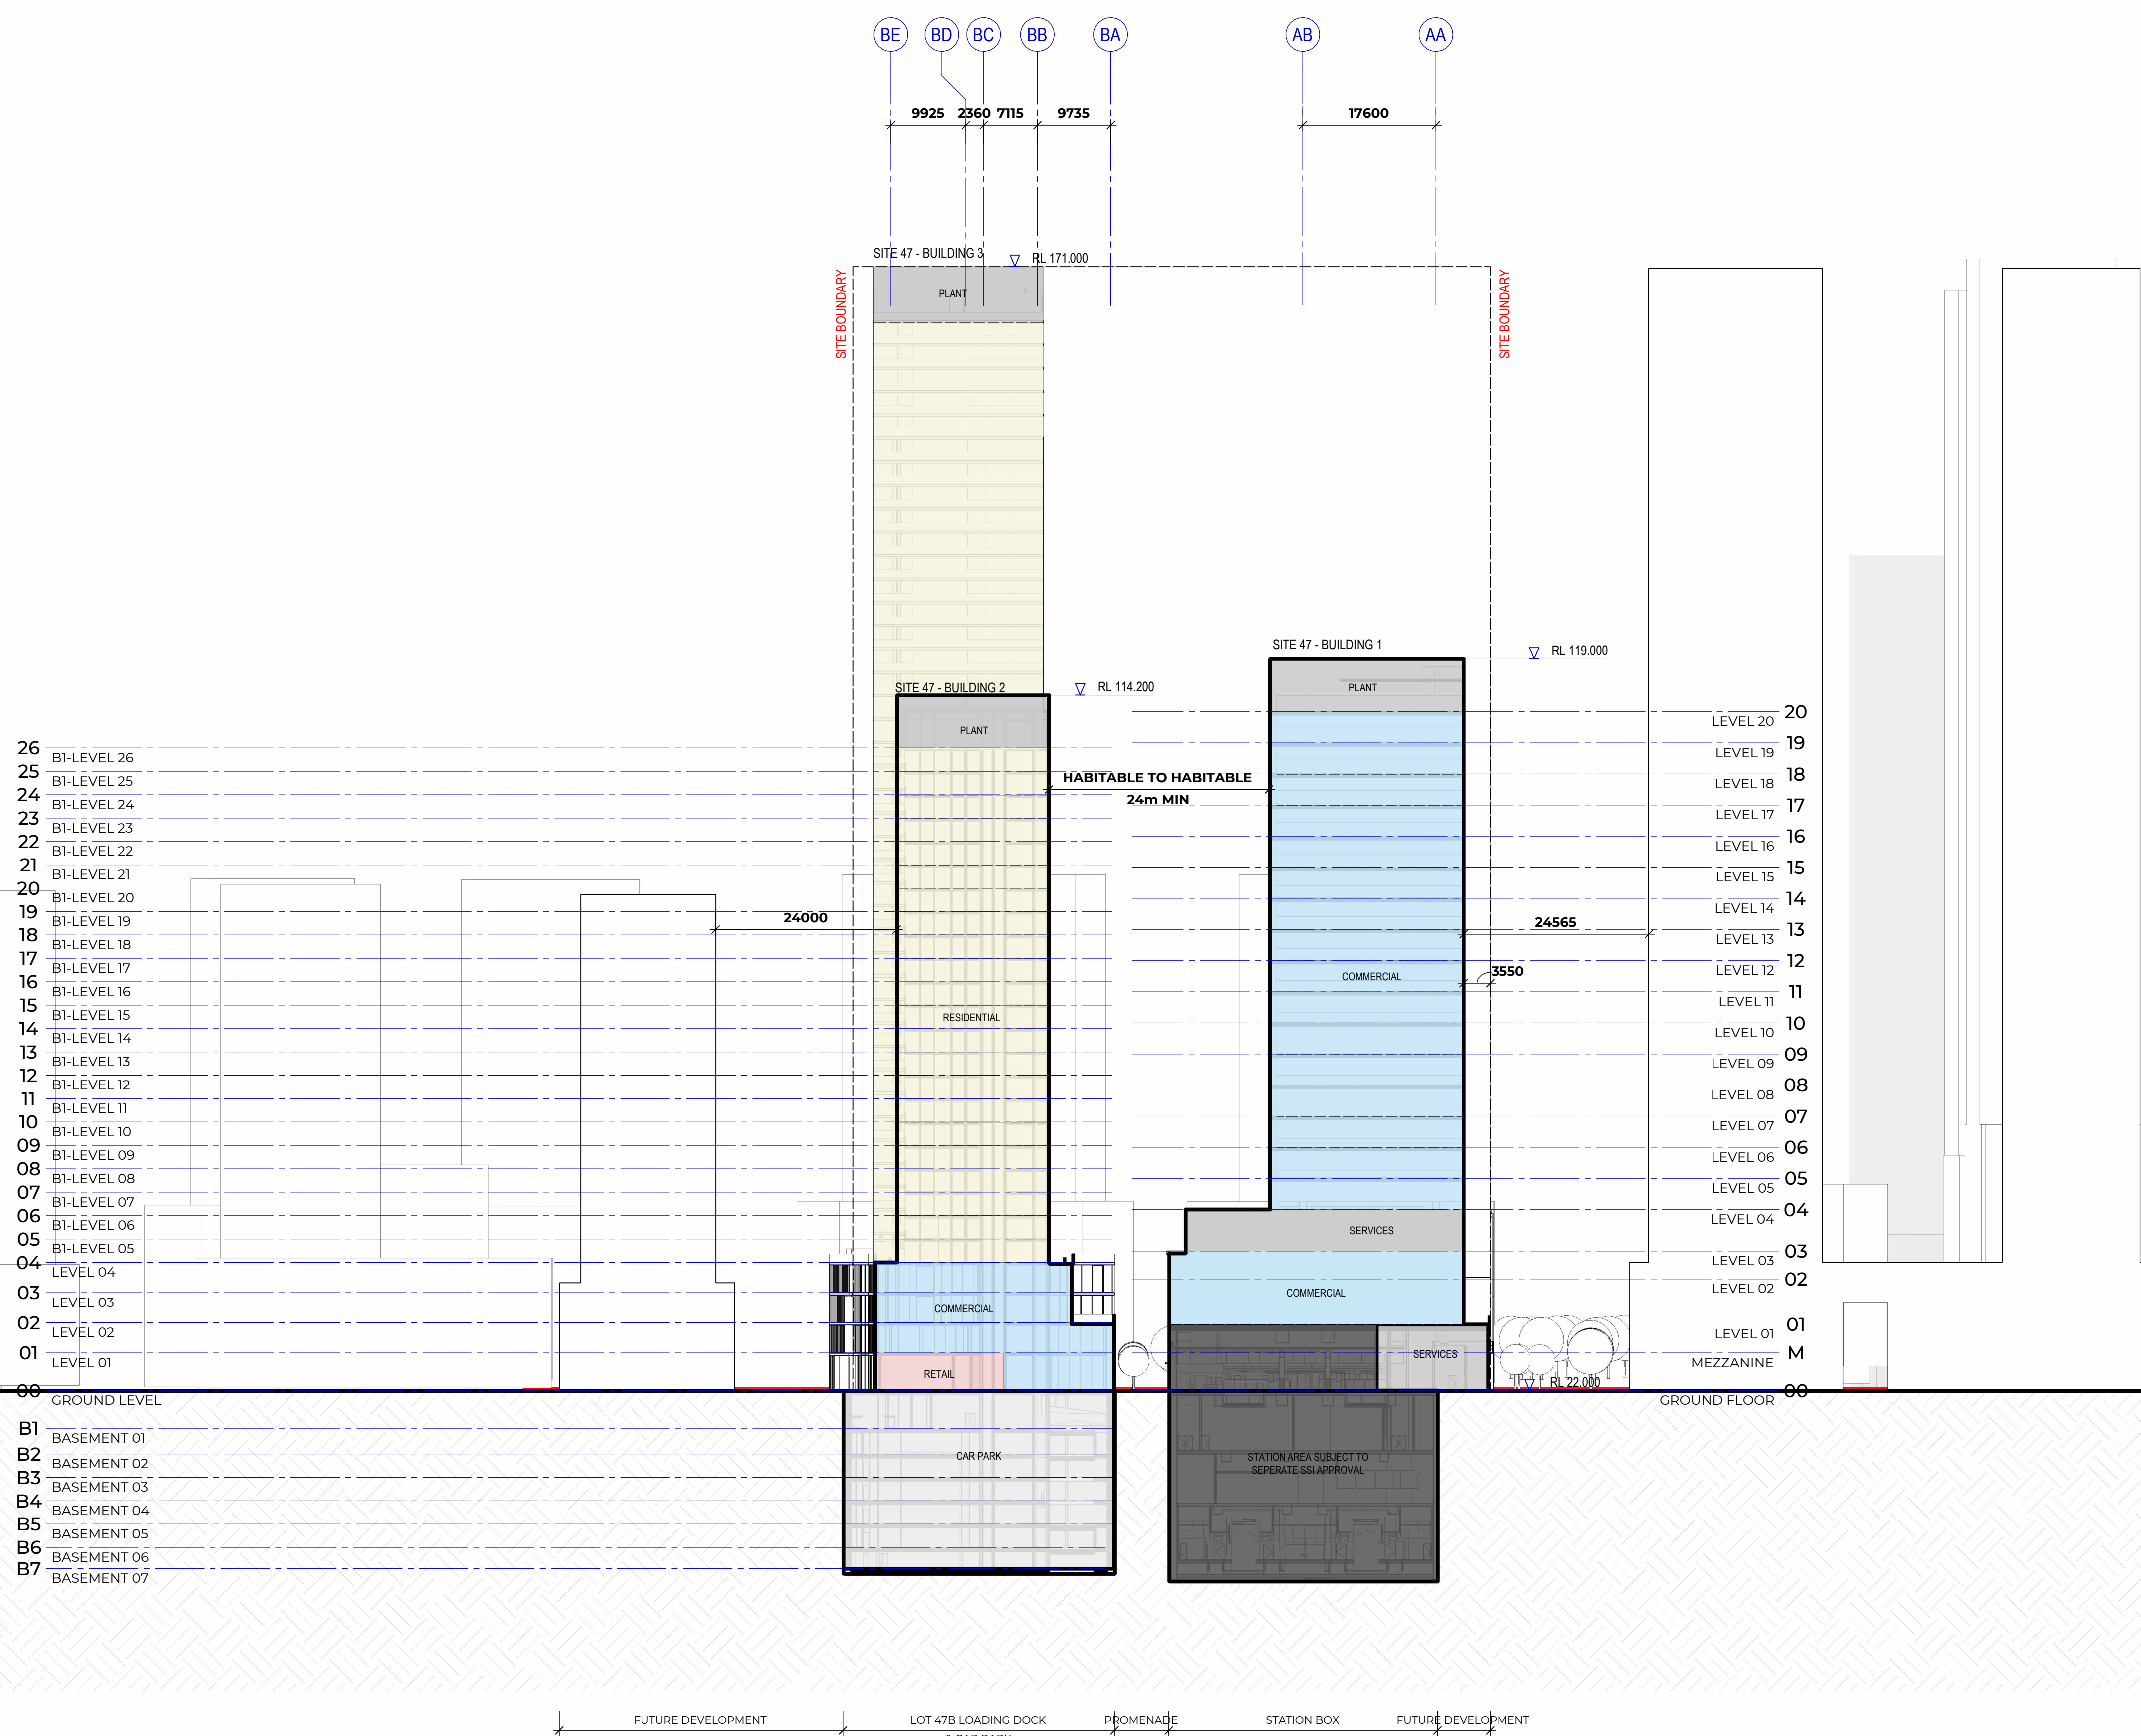 BE BD BC BB BA AB AA
9925 2360 7115 9735 17600
SITE 47 - BUILDING 3
RL 171.000
SITE BOUNDARY
SITE BOUNDARY
PLANT
SITE 47 - BUILDING 1
RL 119.000
SITE 47 - BUILDING 2
RL 114.200
PLANT
PLANT
HABITABLE TO HABITABLE
24m MIN
24000
24565
3550
COMMERCIAL
RESIDENTIAL
SERVICES
COMMERCIAL
COMMERCIAL
SERVICES
RETAIL
RL 22.000
CAR PARK
STATION AREA SUBJECT TO
SEPERATE SSI APPROVAL
26 B1-LEVEL 26
25 B1-LEVEL 25
24 B1-LEVEL 24
23 B1-LEVEL 23
22 B1-LEVEL 22
21 B1-LEVEL 21
20 B1-LEVEL 20
19 B1-LEVEL 19
18 B1-LEVEL 18
17 B1-LEVEL 17
16 B1-LEVEL 16
15 B1-LEVEL 15
14 B1-LEVEL 14
13 B1-LEVEL 13
12 B1-LEVEL 12
11 B1-LEVEL 11
10 B1-LEVEL 10
09 B1-LEVEL 09
08 B1-LEVEL 08
07 B1-LEVEL 07
06 B1-LEVEL 06
05 B1-LEVEL 05
04 LEVEL 04
03 LEVEL 03
02 LEVEL 02
01 LEVEL 01
00 GROUND LEVEL
B1 BASEMENT 01
B2 BASEMENT 02
B3 BASEMENT 03
B4 BASEMENT 04
B5 BASEMENT 05
B6 BASEMENT 06
B7 BASEMENT 07
LEVEL 20 20
LEVEL 19 19
LEVEL 18 18
LEVEL 17 17
LEVEL 16 16
LEVEL 15 15
LEVEL 14 14
LEVEL 13 13
LEVEL 12 12
LEVEL 11 11
LEVEL 10 10
LEVEL 09 09
LEVEL 08 08
LEVEL 07 07
LEVEL 06 06
LEVEL 05 05
LEVEL 04 04
LEVEL 03 03
LEVEL 02 02
LEVEL 01 01
MEZZANINE M
GROUND FLOOR 00
FUTURE DEVELOPMENT
LOT 47B LOADING DOCK
& CAR PARK
PROMENADE
STATION BOX
FUTURE DEVELOPMENT